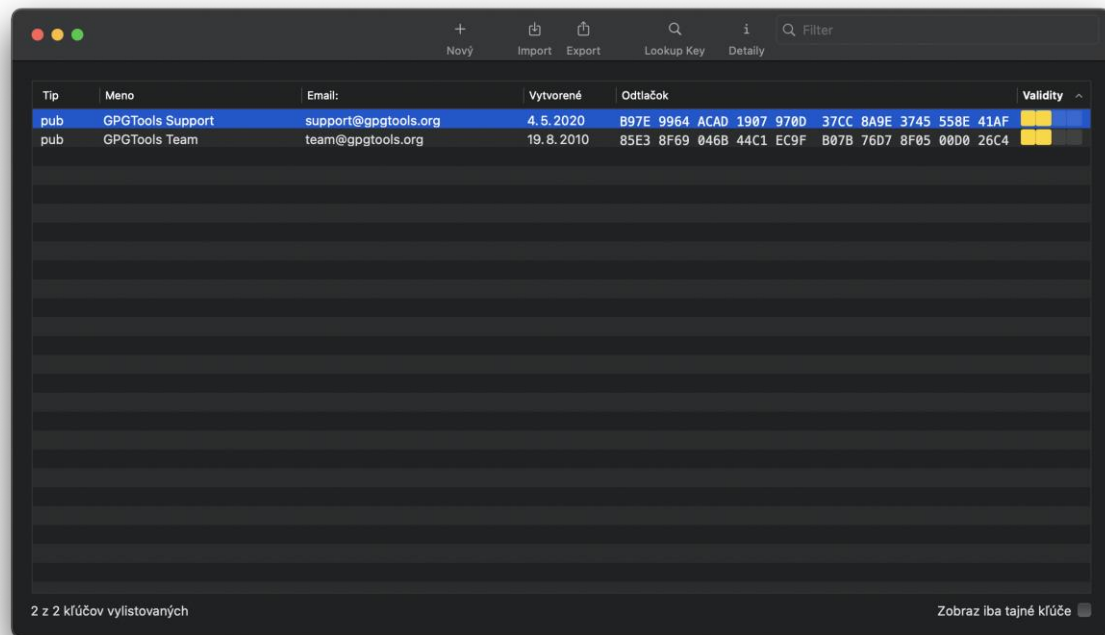 Nový Import Export Lookup Key Detaily Filter
Tip Meno Email: Vytvorené Odtlačok Validity
pub GPGTools Support support@gpgtools.org 4. 5. 2020 B97E 9964 ACAD 1907 970D 37CC 8A9E 3745 558E 41AF
pub GPGTools Team team@gpgtools.org 19. 8. 2010 85E3 8F69 046B 44C1 EC9F B07B 76D7 8F05 00D0 26C4
2 z 2 kľúčov vylistovaných Zobraz iba tajné kľúče